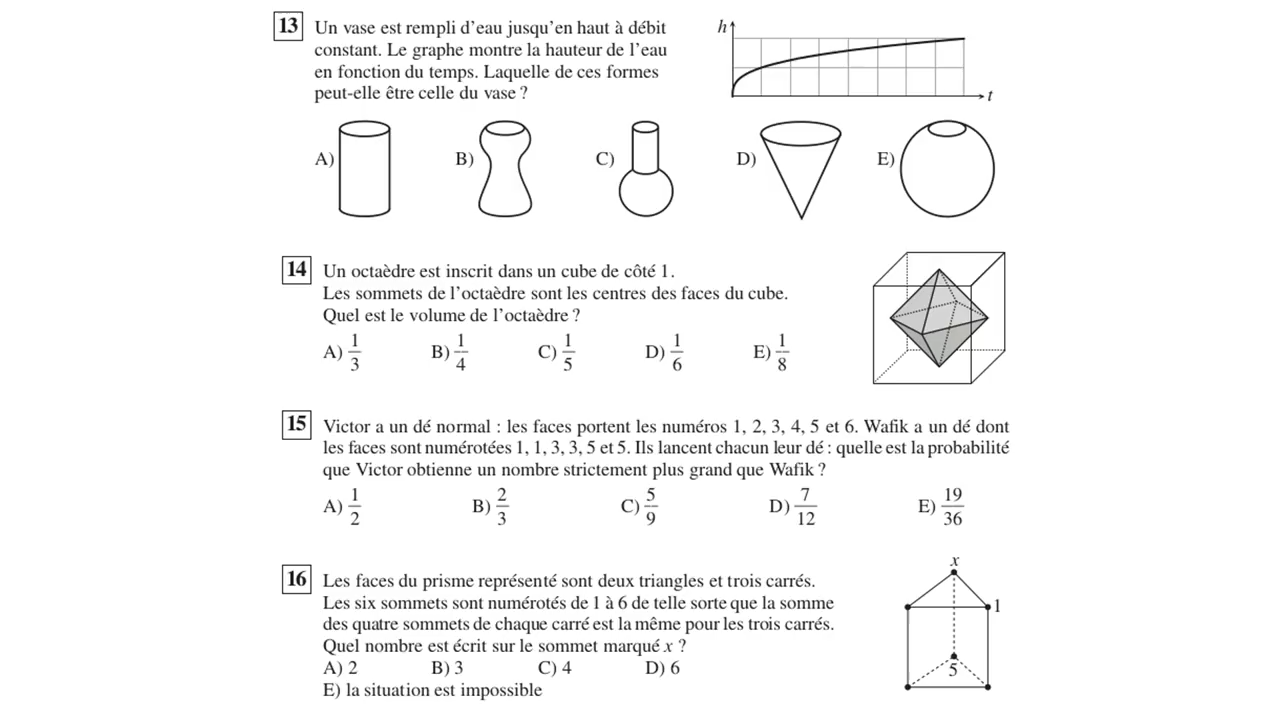 13 Un vase est rempli d'eau jusqu'en haut à débit
constant. Le graphe montre la hauteur de l'eau
en fonction du temps. Laquelle de ces formes
peut-elle être celle du vase ?
h
t
A) B) C) D) E)
14 Un octaèdre est inscrit dans un cube de côté 1.
Les sommets de l'octaèdre sont les centres des faces du cube.
Quel est le volume de l'octaèdre ?
A) 1/3 B) 1/4 C) 1/5 D) 1/6 E) 1/8
15 Victor a un dé normal : les faces portent les numéros 1, 2, 3, 4, 5 et 6. Wafik a un dé dont
les faces sont numérotées 1, 1, 3, 3, 5 et 5. Ils lancent chacun leur dé : quelle est la probabilité
que Victor obtienne un nombre strictement plus grand que Wafik ?
A) 1/2 B) 2/3 C) 5/9 D) 7/12 E) 19/36
16 Les faces du prisme représenté sont deux triangles et trois carrés.
Les six sommets sont numérotés de 1 à 6 de telle sorte que la somme
des quatre sommets de chaque carré est la même pour les trois carrés.
Quel nombre est écrit sur le sommet marqué x ?
A) 2 B) 3 C) 4 D) 6
E) la situation est impossible
x
1
5